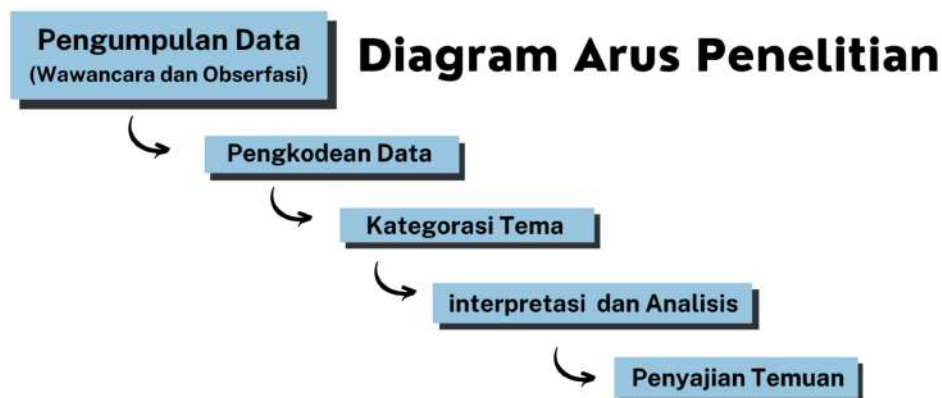 Pengumpulan Data
(Wawancara dan Obserfasi)
Diagram Arus Penelitian
Pengkodean Data
Kategorasi Tema
interpretasi dan Analisis
Penyajian Temuan